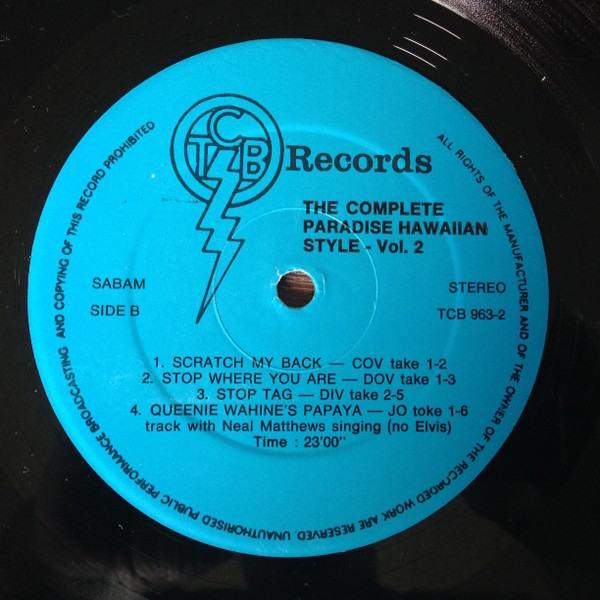 TCB Records
THE COMPLETE
PARADISE HAWAIIAN
STYLE - Vol. 2
SABAM
SIDE B
STEREO
TCB 963-2
1. SCRATCH MY BACK — COV take 1-2
2. STOP WHERE YOU ARE — DOV take 1-3
3. STOP TAG — DIV take 2-5
4. QUEENIE WAHINE'S PAPAYA — JO toke 1-6
track with Neal Matthews singing (no Elvis)
Time : 23'00''
ALL RIGHTS OF THE MANUFACTURER AND OF THE OWNER OF THE RECORDED WORK ARE RESERVED. UNAUTHORISED PUBLIC PERFORMANCE BROADCASTING AND COPYING OF THIS RECORD PROHIBITED